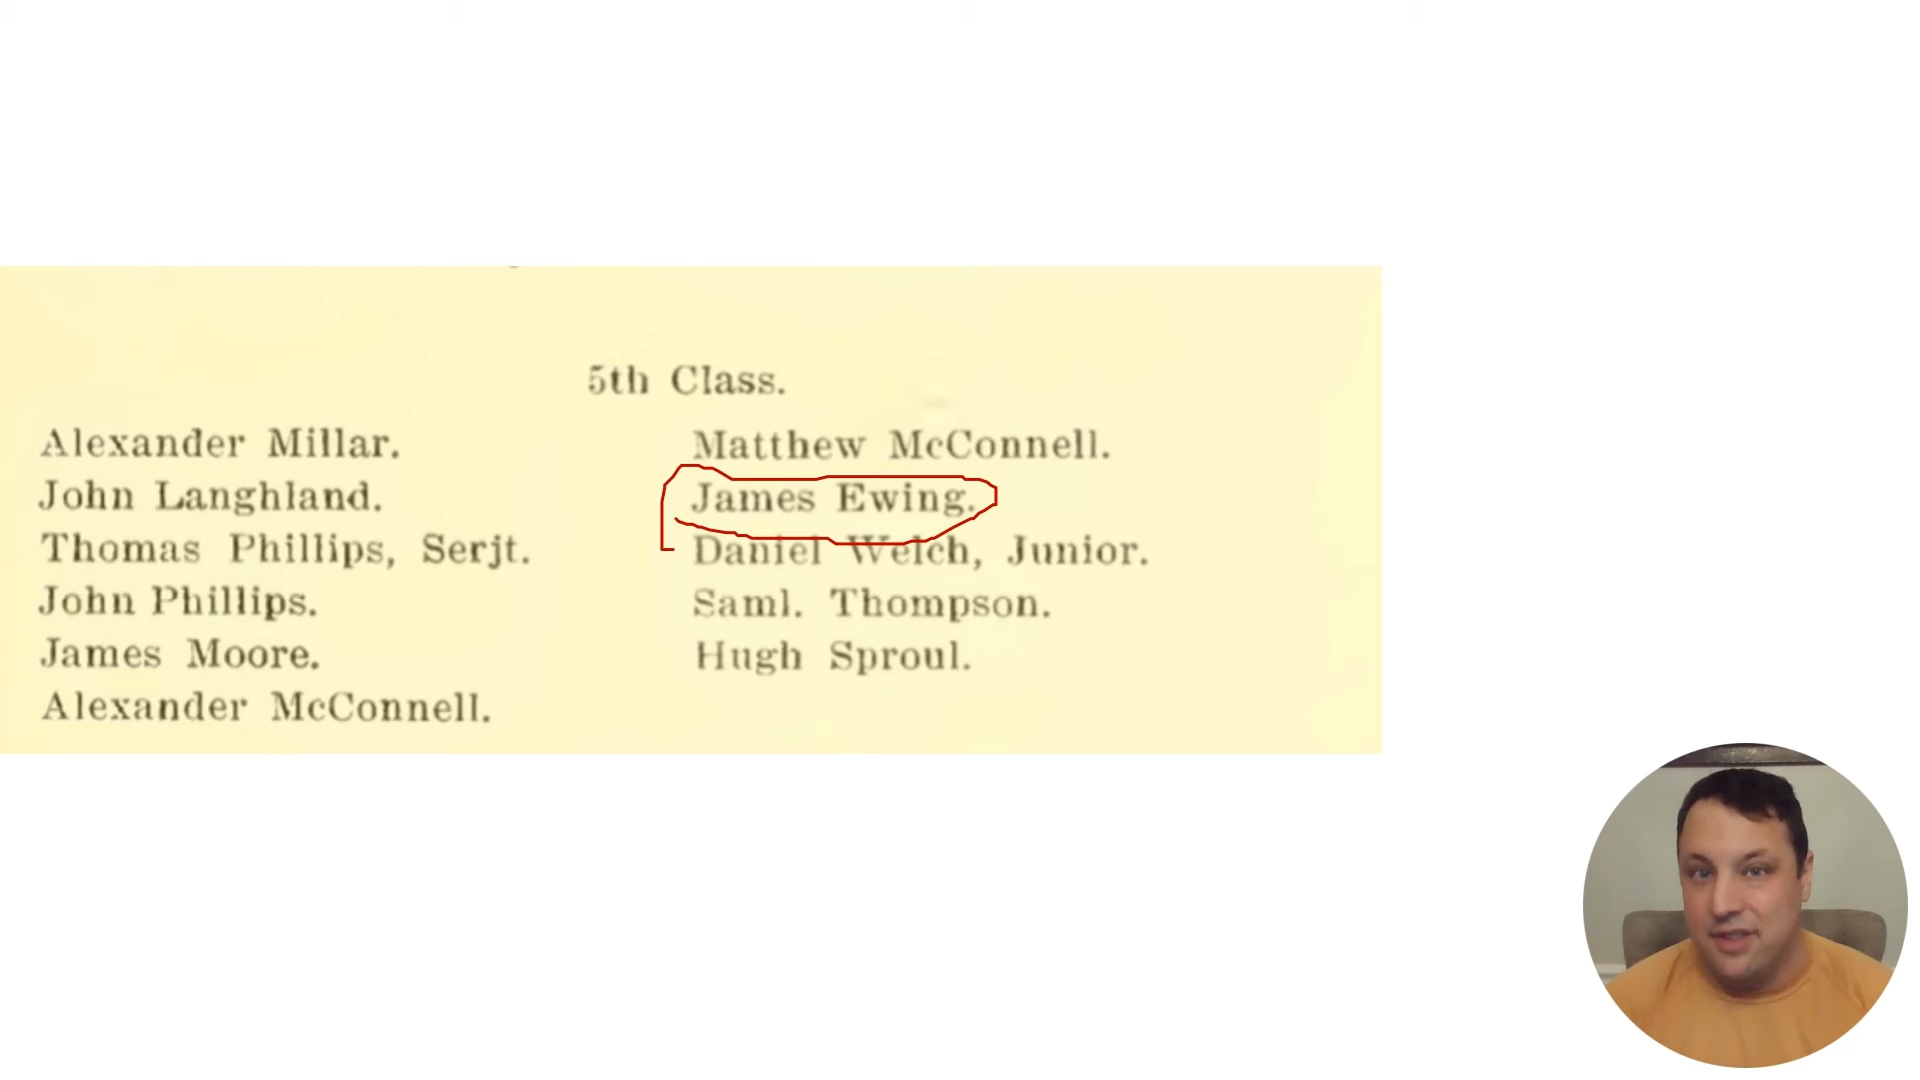 5th Class.
Alexander Millar.
John Langhland.
Thomas Phillips, Serjt.
John Phillips.
James Moore.
Alexander McConnell.
Matthew McConnell.
James Ewing.
Daniel Welch, Junior.
Saml. Thompson.
Hugh Sproul.